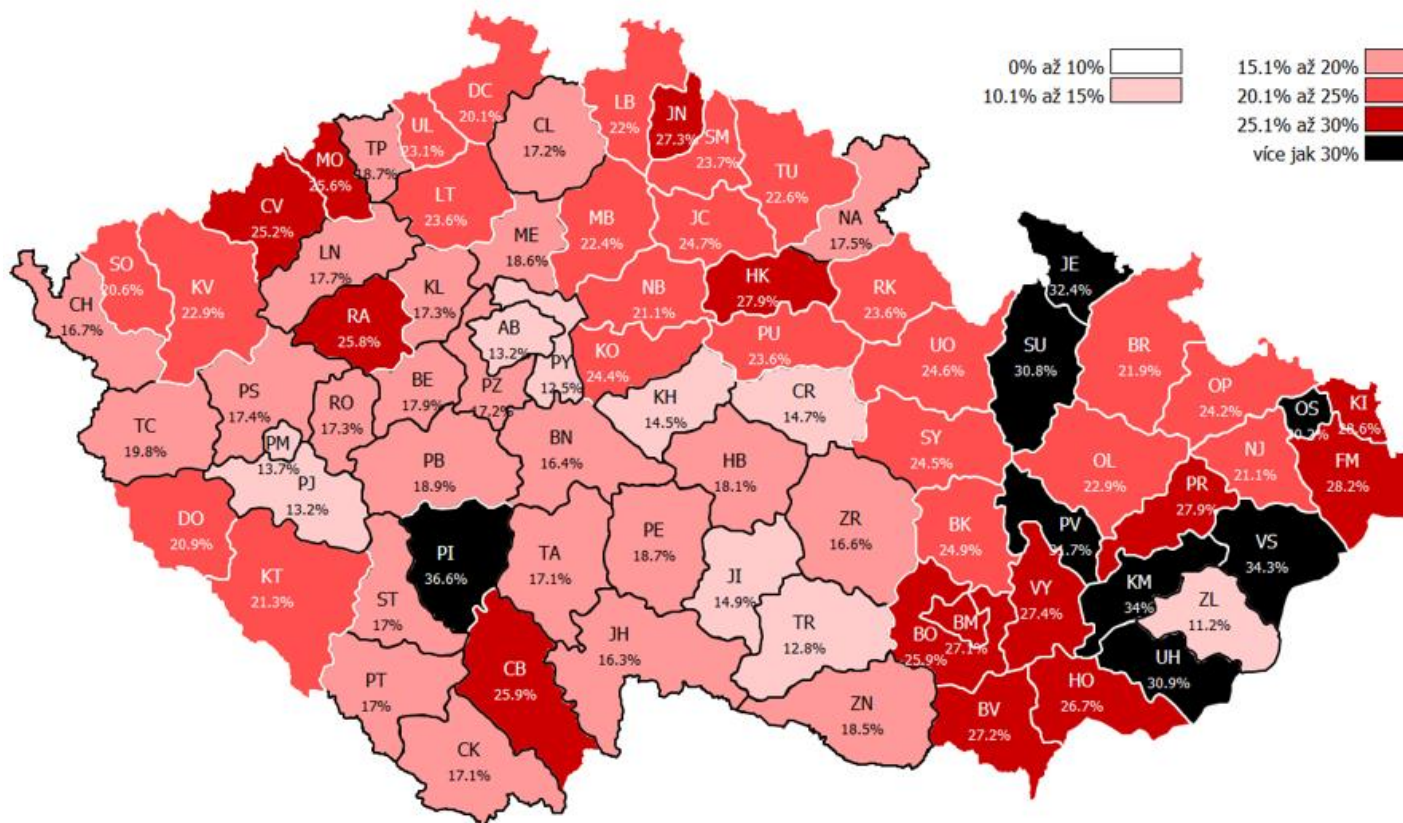 0% až 10%
10.1% až 15%
15.1% až 20%
20.1% až 25%
25.1% až 30%
více jak 30%
DC
20.1%
LB
22%
JN
27.3%
UL
23.1%
CL
17.2%
SM
23.7%
MO
25.6%
TP
18.7%
TU
22.6%
CV
25.2%
LT
23.6%
MB
22.4%
JC
24.7%
NA
17.5%
ME
18.6%
LN
17.7%
SO
20.6%
KV
22.9%
JE
32.4%
CH
16.7%
KL
17.3%
NB
21.1%
HK
27.9%
RK
23.6%
RA
25.8%
AB
13.2%
PY
12.5%
KO
24.4%
PU
23.6%
UO
24.6%
SU
30.8%
BR
21.9%
PS
17.4%
RO
17.3%
BE
17.9%
PZ
17.2%
KH
14.5%
CR
14.7%
OP
24.2%
OS
KI
28.6%
TC
19.8%
PM
13.7%
PJ
13.2%
PB
18.9%
BN
16.4%
HB
18.1%
SY
24.5%
OL
22.9%
NJ
21.1%
FM
28.2%
PR
27.9%
DO
20.9%
PI
36.6%
TA
17.1%
PE
18.7%
ZR
16.6%
BK
24.9%
PV
31.7%
VS
34.3%
KT
21.3%
ST
17%
JI
14.9%
KM
34%
VY
27.4%
ZL
11.2%
TR
12.8%
BO
25.9%
BM
27.1%
JH
16.3%
UH
30.9%
CB
25.9%
PT
17%
HO
26.7%
ZN
18.5%
BV
27.2%
CK
17.1%